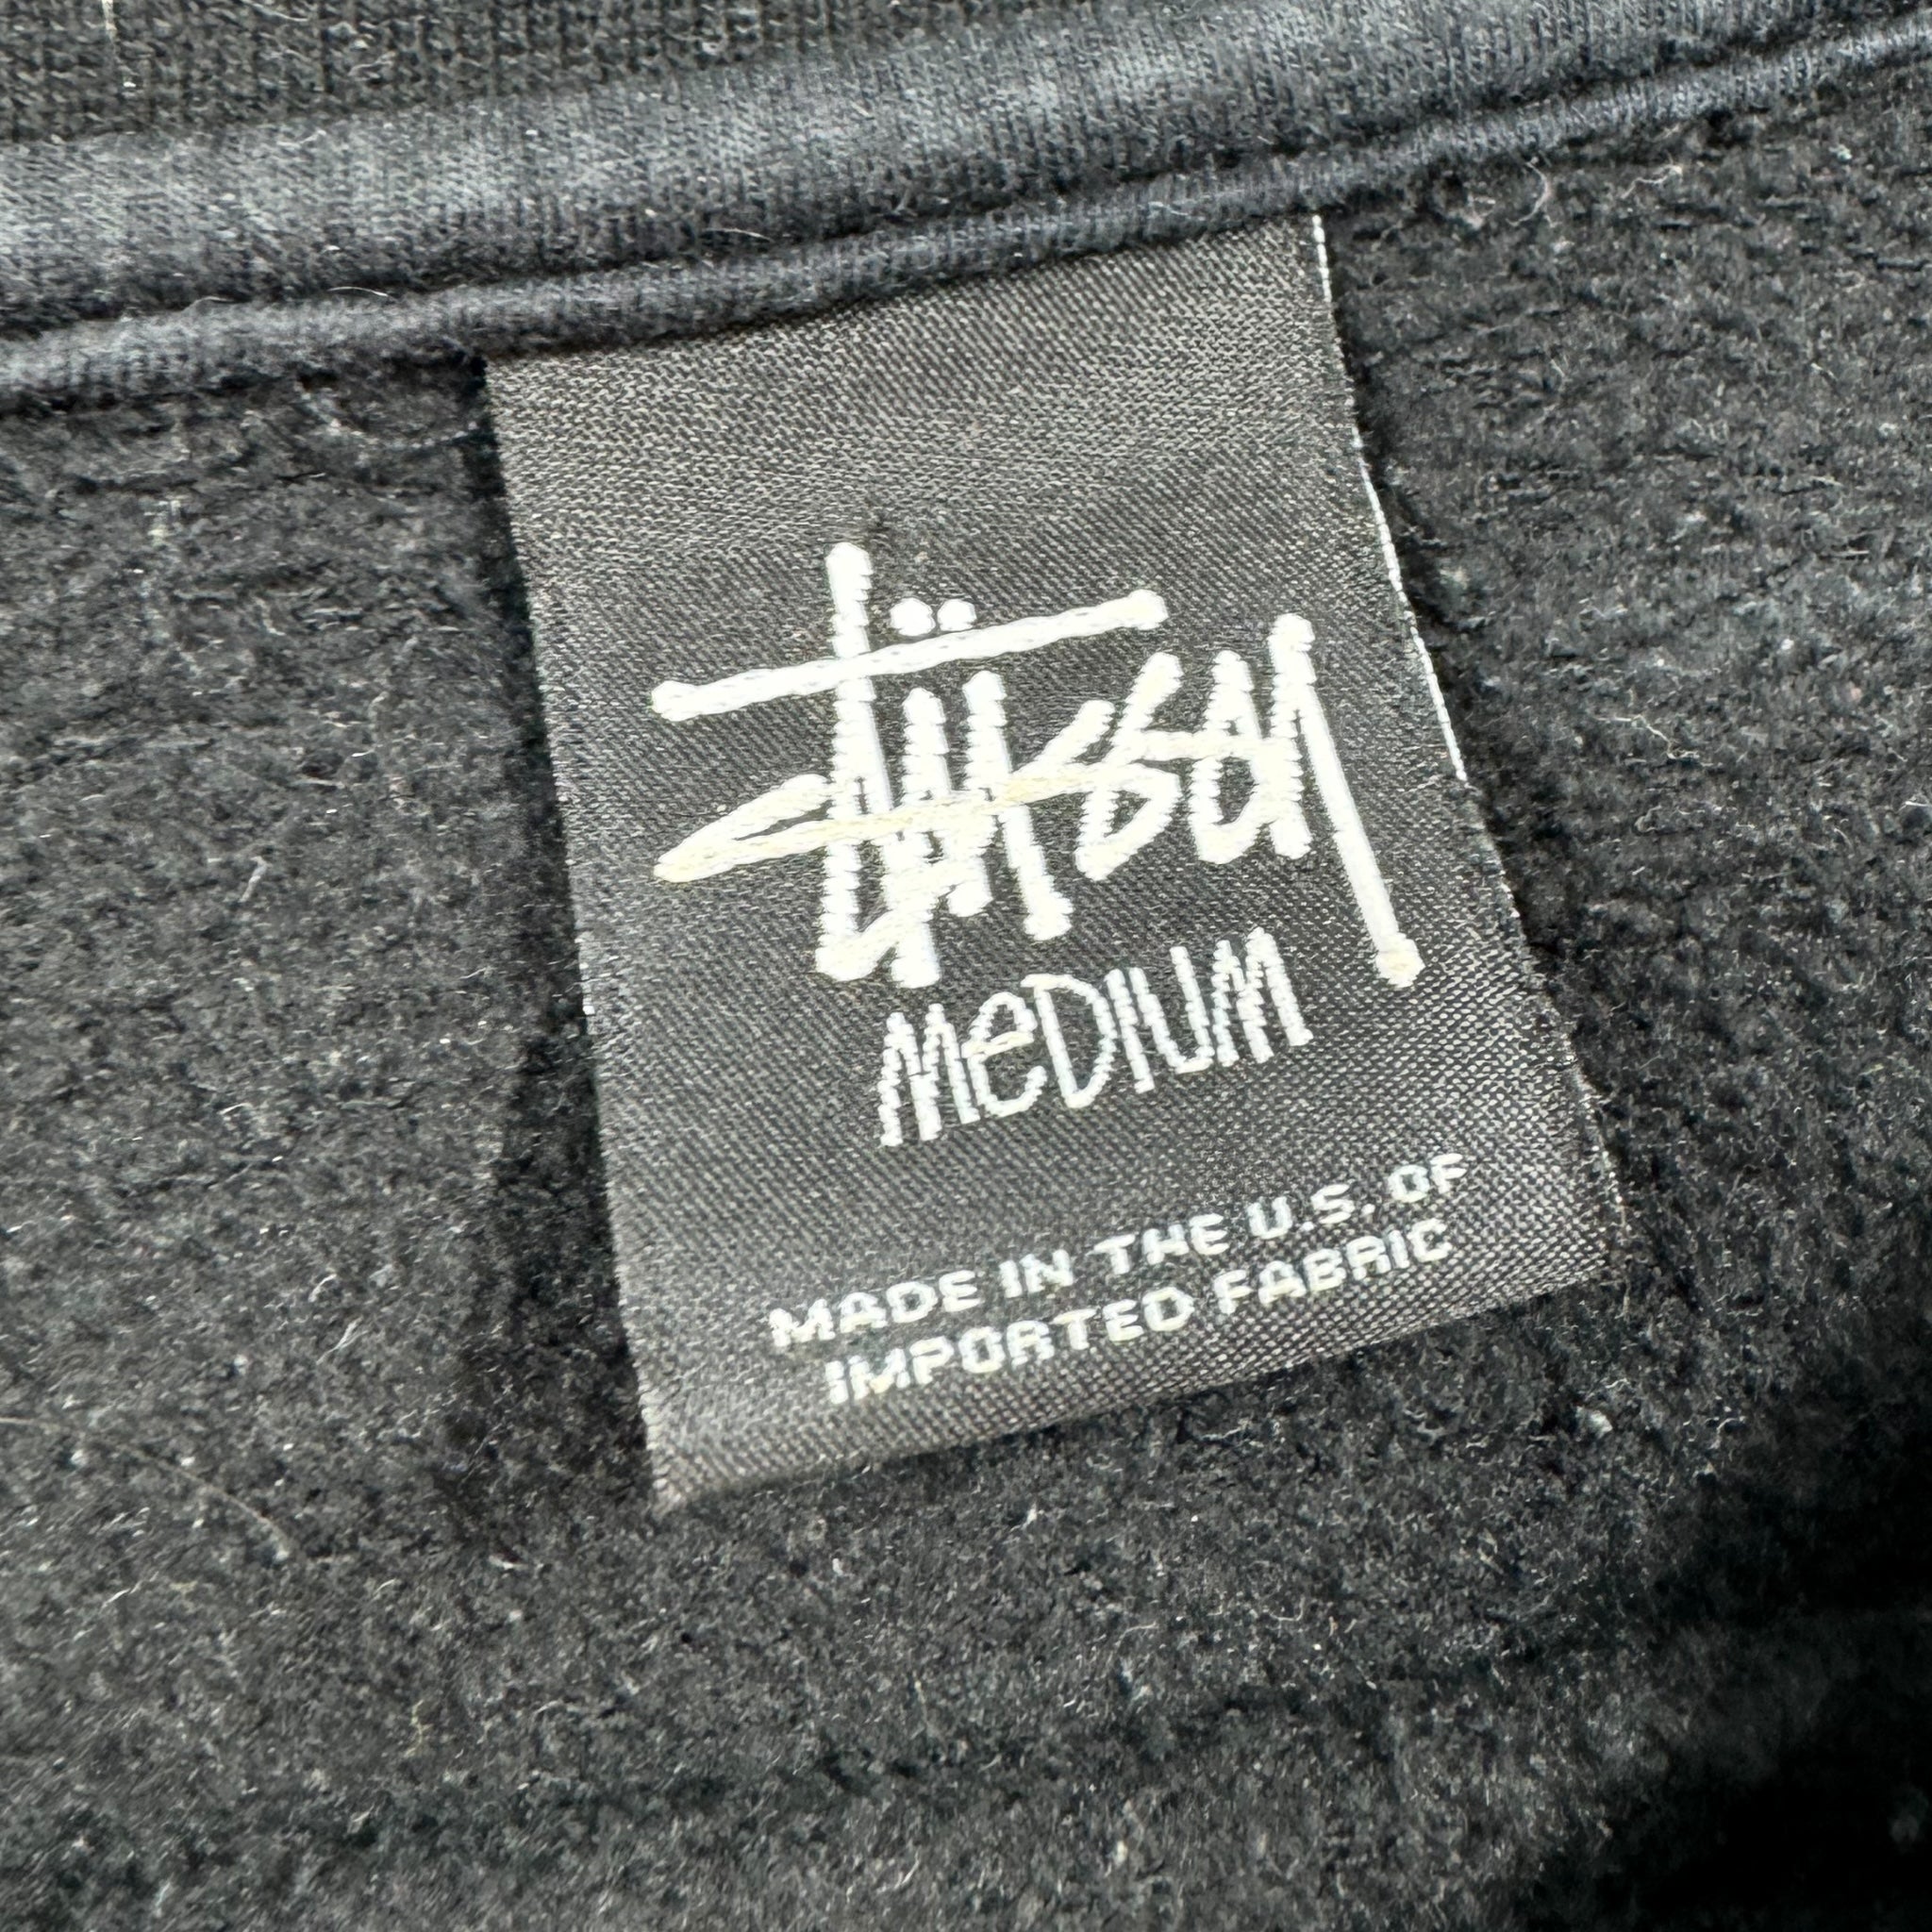 Stüssy
MeDIUM
MADE IN THE U.S. OF
IMPORTED FABRIC